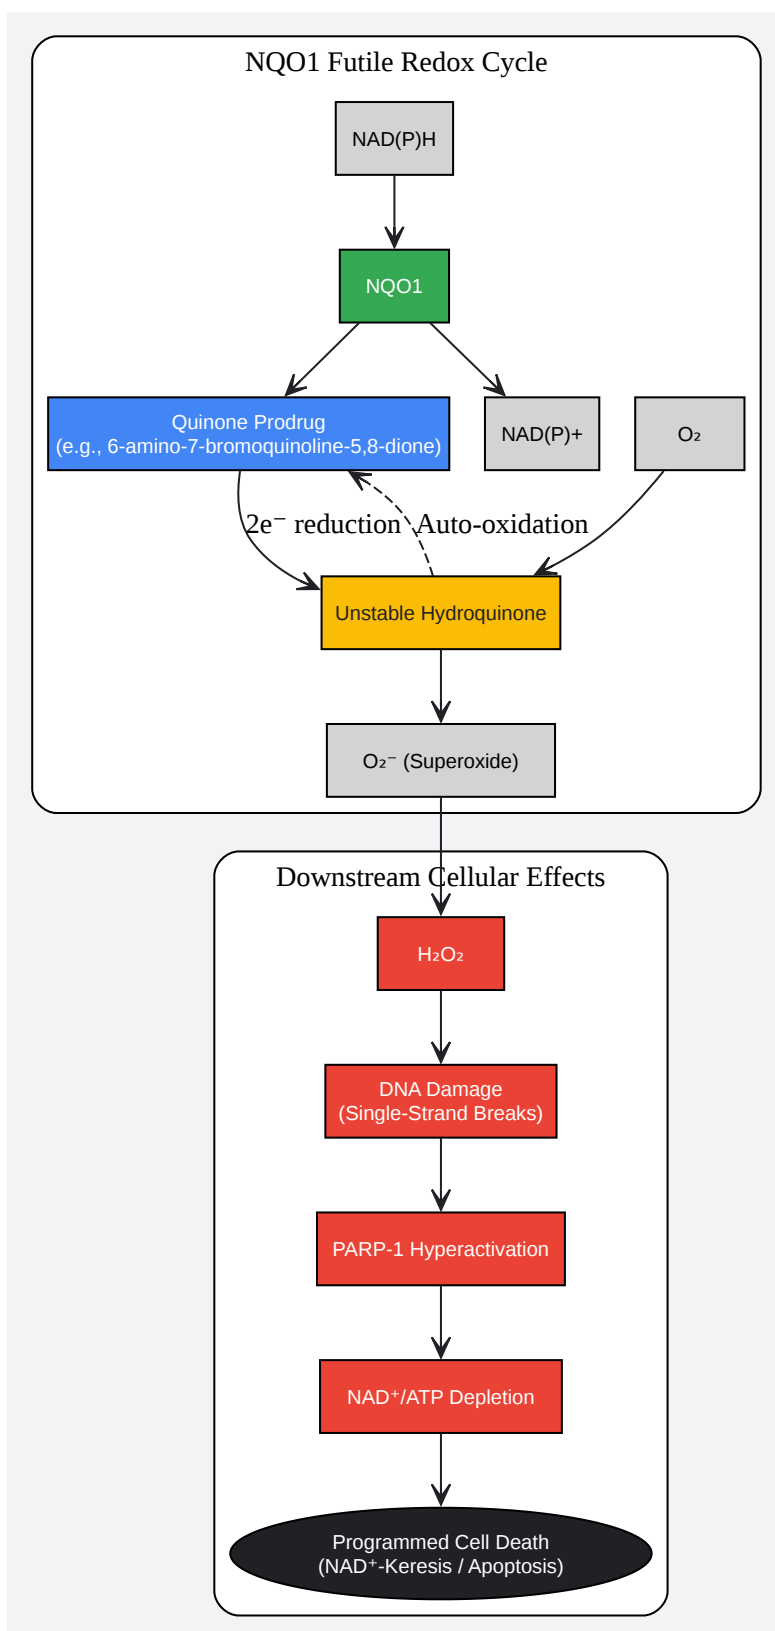 NQO1 Futile Redox Cycle
NAD(P)H
NQO1
Quinone Prodrug
(e.g., 6-amino-7-bromoquinoline-5,8-dione)
NAD(P)+
O₂
2e⁻ reduction
Auto-oxidation
Unstable Hydroquinone
O₂⁻ (Superoxide)
Downstream Cellular Effects
H₂O₂
DNA Damage
(Single-Strand Breaks)
PARP-1 Hyperactivation
NAD⁺/ATP Depletion
Programmed Cell Death
(NAD⁺-Keresis / Apoptosis)